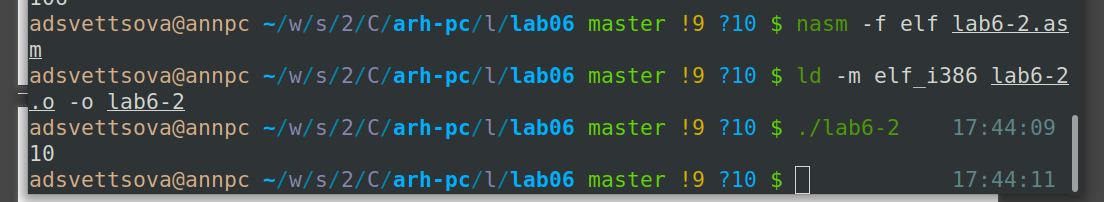 adsvettsova@annpc ~/w/s/2/C/arh-pc/l/lab06 master !9 ?10 $ nasm -f elf lab6-2.as
m
adsvettsova@annpc ~/w/s/2/C/arh-pc/l/lab06 master !9 ?10 $ ld -m elf_i386 lab6-2
.o -o lab6-2
adsvettsova@annpc ~/w/s/2/C/arh-pc/l/lab06 master !9 ?10 $ ./lab6-2 17:44:09
10
adsvettsova@annpc ~/w/s/2/C/arh-pc/l/lab06 master !9 ?10 $ 17:44:11